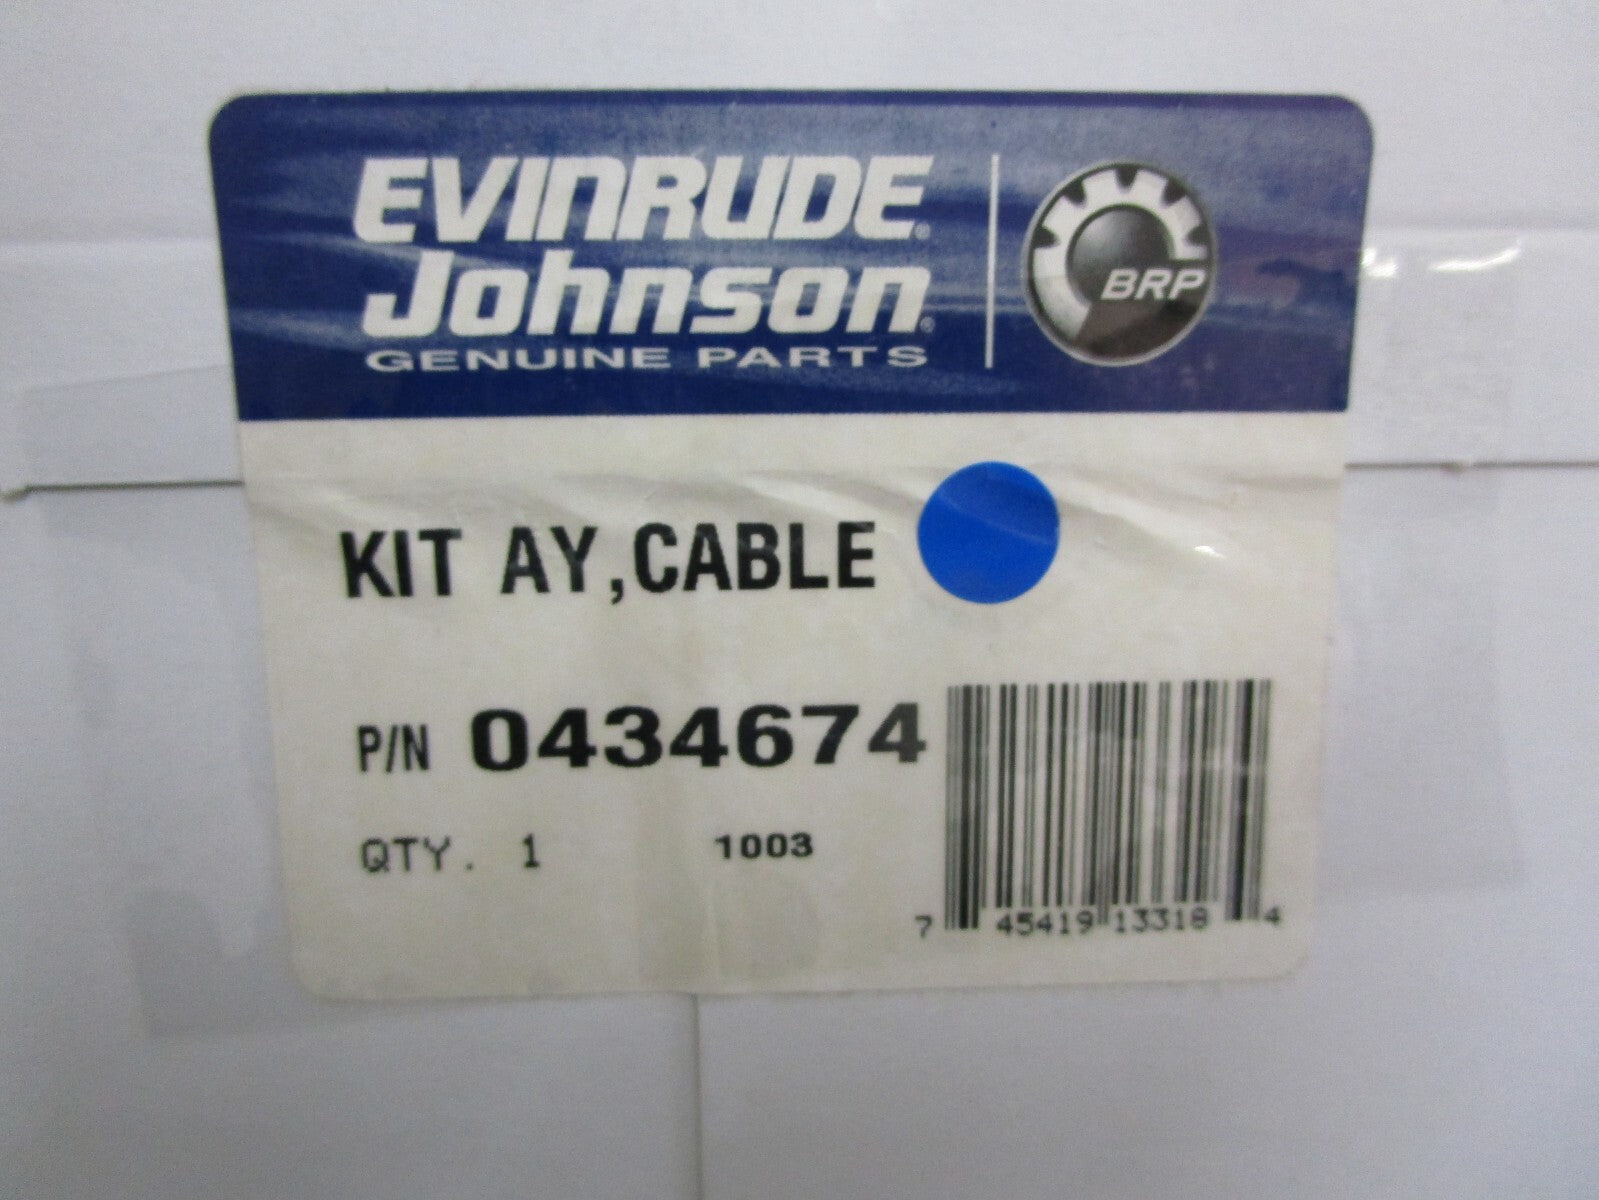 EVINRUDE®
Johnson®
GENUINE PARTS
BRP
KIT AY,CABLE
P/N 0434674
QTY. 1 1003
7 45419 13318 4